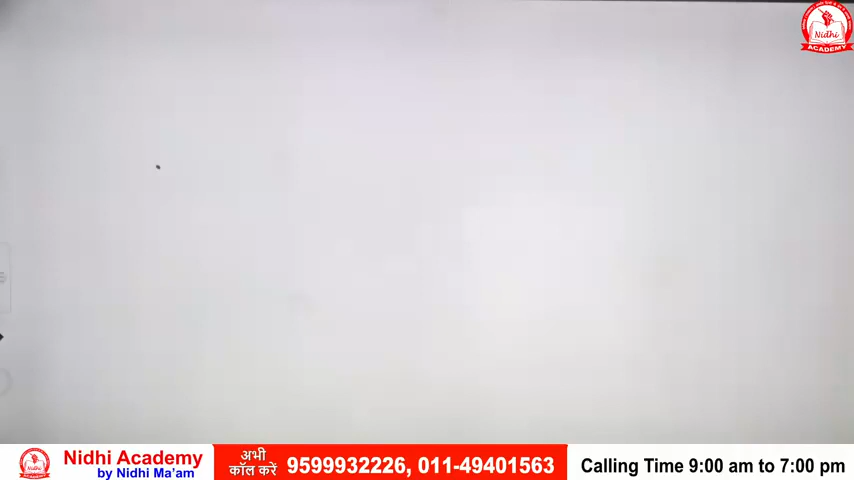 Nidhi
ACADEMY
Nidhi Academy
by Nidhi Ma'am
अभी
कॉल करें
9599932226, 011-49401563
Calling Time 9:00 am to 7:00 pm